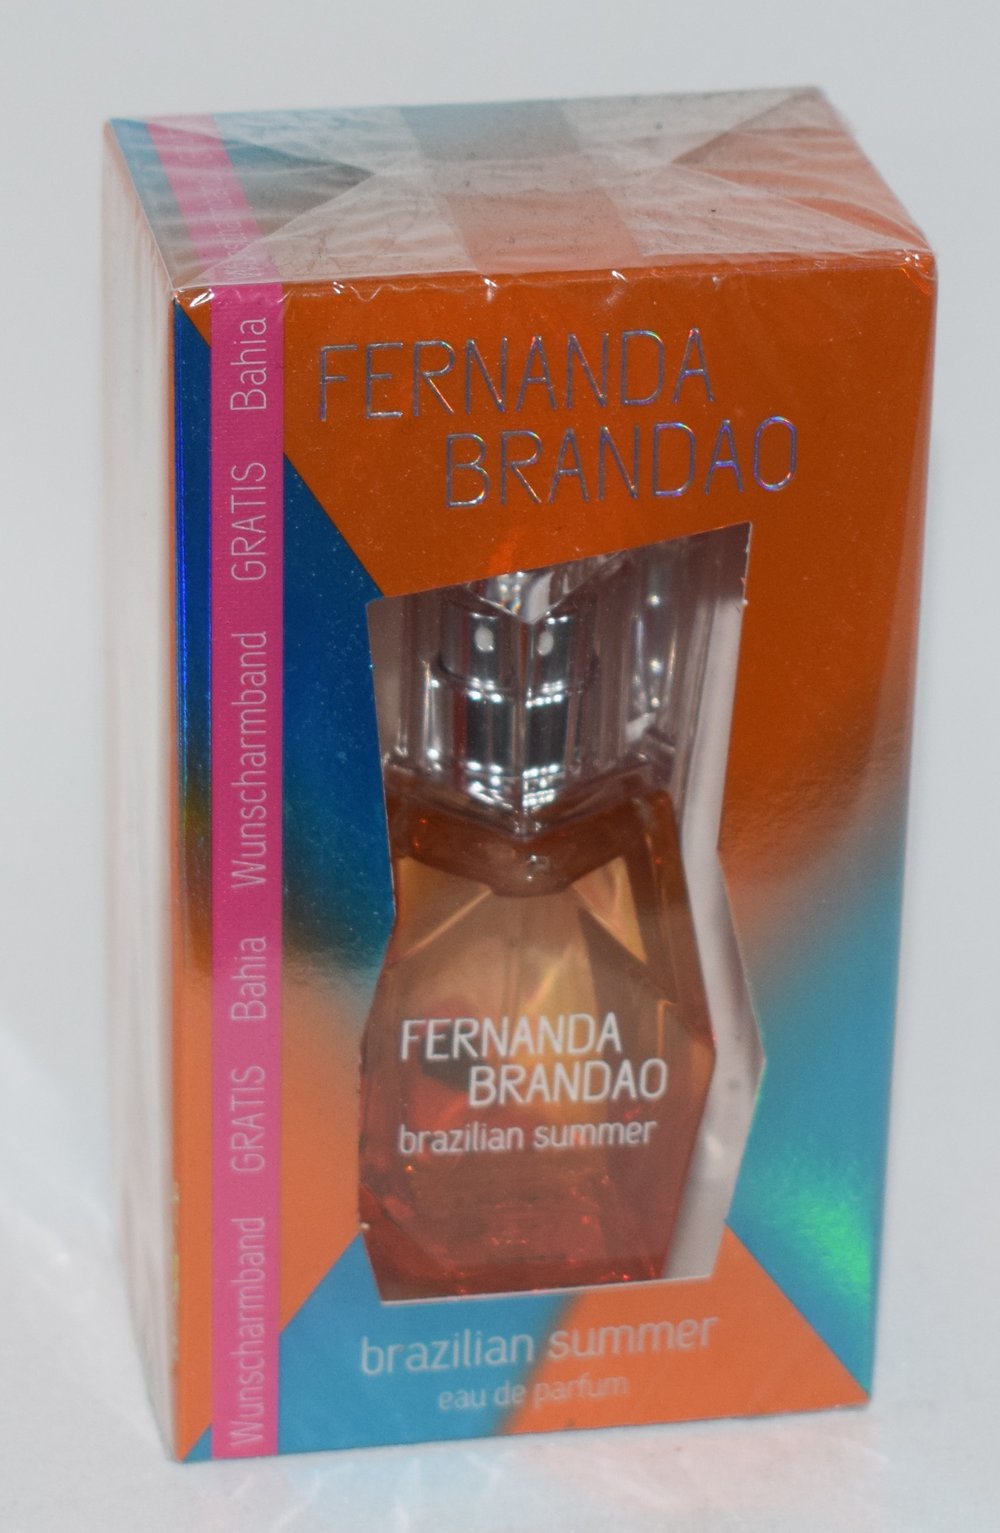 FERNANDA
BRANDAO
Wunscharmband GRATIS Bahia Wunscharmband GRATIS Bahia
FERNANDA
BRANDAO
brazilian summer
brazilian summer
eau de parfum